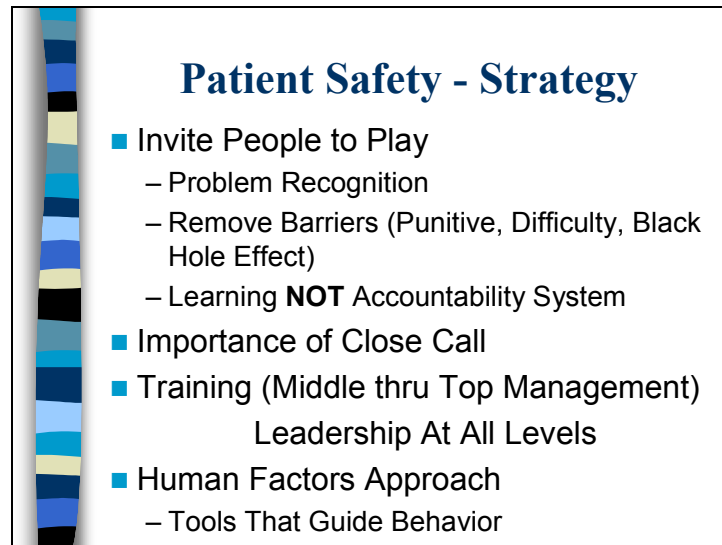 Patient Safety - Strategy
■ Invite People to Play
– Problem Recognition
– Remove Barriers (Punitive, Difficulty, Black
Hole Effect)
– Learning NOT Accountability System
■ Importance of Close Call
■ Training (Middle thru Top Management)
Leadership At All Levels
■ Human Factors Approach
– Tools That Guide Behavior